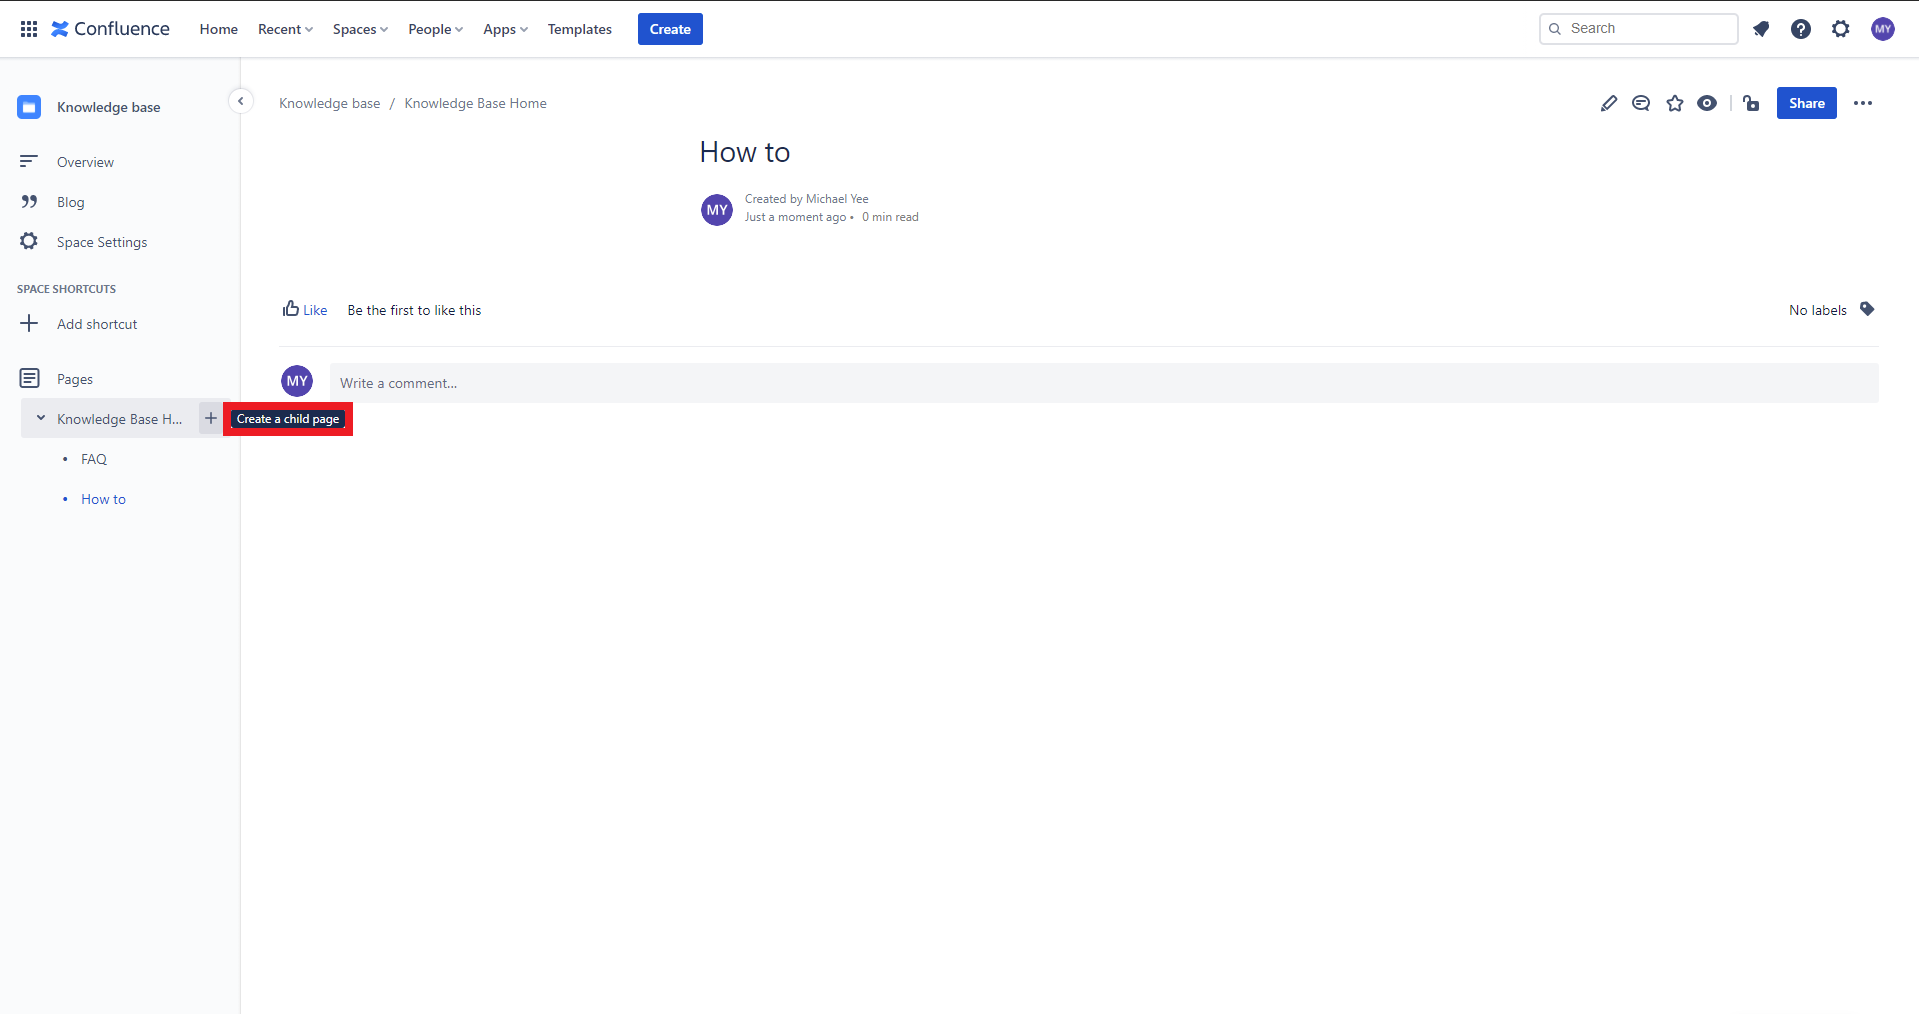 Confluence Home Recent Spaces People Apps Templates Create Search MY
Knowledge base
Overview
Blog
Space Settings
SPACE SHORTCUTS
Add shortcut
Pages
Knowledge Base H...
Create a child page
FAQ
How to
Knowledge base / Knowledge Base Home
Share
How to
MY
Created by Michael Yee
Just a moment ago • 0 min read
Like Be the first to like this
No labels
MY
Write a comment...